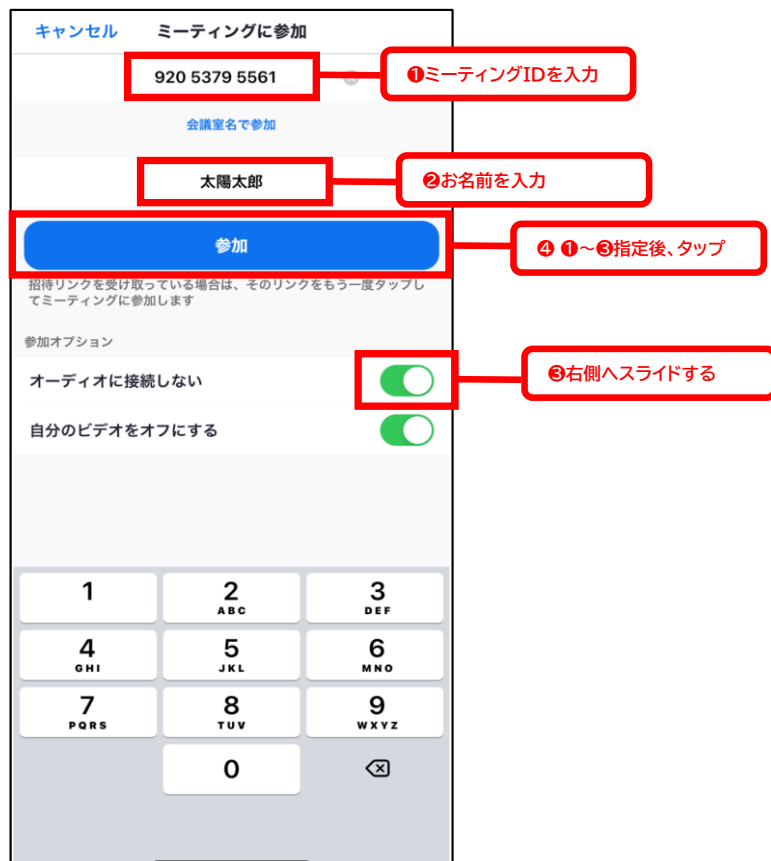 キャンセル ミーティングに参加
920 5379 5561
❶ミーティングIDを入力
会議室名で参加
太陽太郎
❷お名前を入力
参加
❹ ❶～❸指定後、タップ
招待リンクを受け取っている場合は、そのリンクをもう一度タップし
てミーティングに参加します
参加オプション
オーディオに接続しない
❸右側へスライドする
自分のビデオをオフにする
1 2 3
ABC DEF
4 5 6
GHI JKL MNO
7 8 9
PQRS TUV WXYZ
0